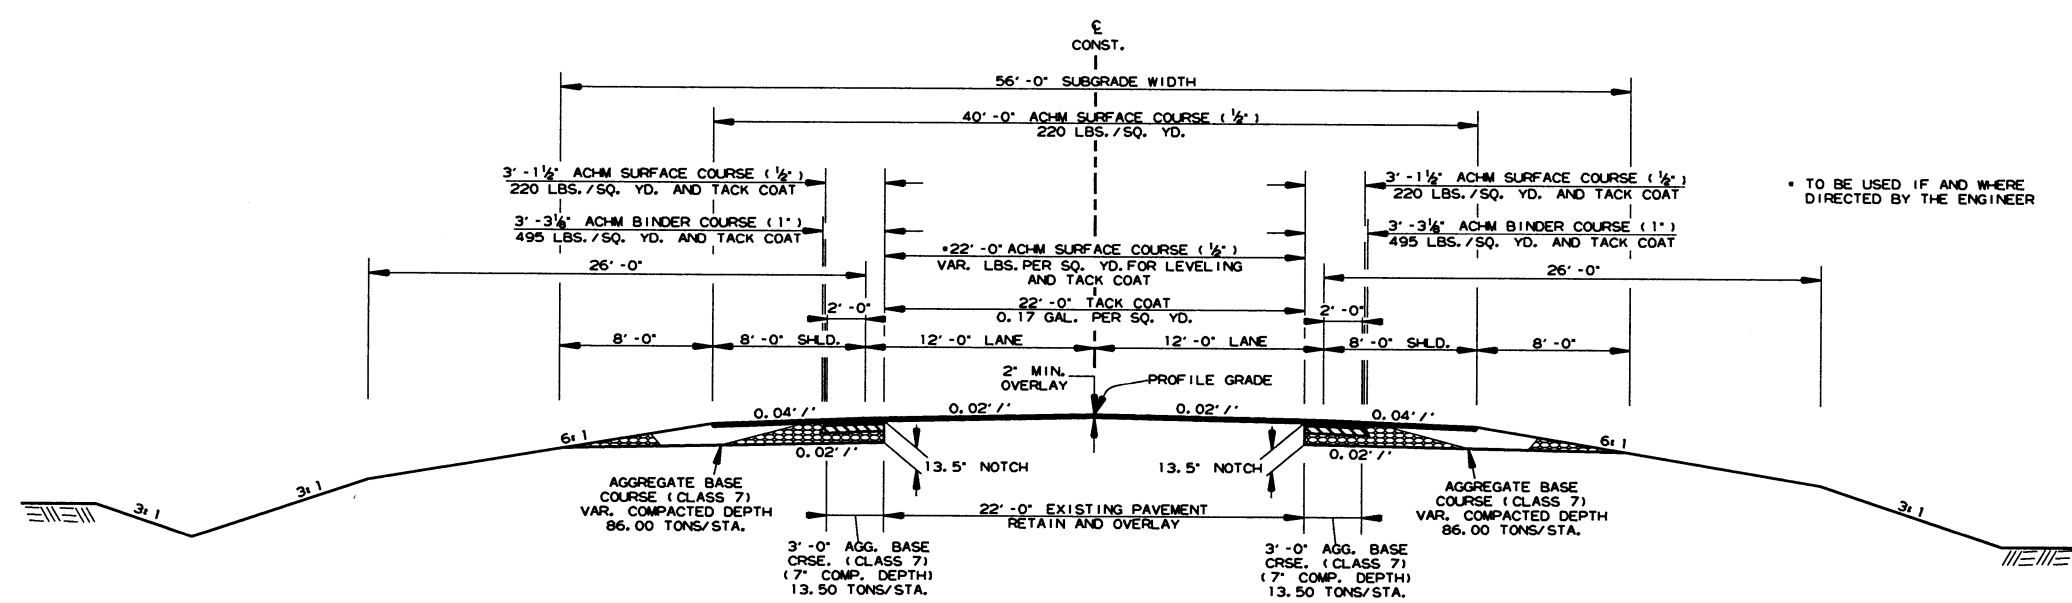 ℄
CONST.
56'-0" SUBGRADE WIDTH
40'-0" ACHM SURFACE COURSE (½")
220 LBS./SQ. YD.
3'-1½" ACHM SURFACE COURSE (½")
220 LBS./SQ. YD. AND TACK COAT
3'-1½" ACHM SURFACE COURSE (½")
220 LBS./SQ. YD. AND TACK COAT
* TO BE USED IF AND WHERE
DIRECTED BY THE ENGINEER
3'-3⅛" ACHM BINDER COURSE (1")
495 LBS./SQ. YD. AND TACK COAT
3'-3⅛" ACHM BINDER COURSE (1")
495 LBS./SQ. YD. AND TACK COAT
*22'-0" ACHM SURFACE COURSE (½")
VAR. LBS. PER SQ. YD. FOR LEVELING
AND TACK COAT
26'-0"
26'-0"
22'-0" TACK COAT
0.17 GAL. PER SQ. YD.
2'-0"
2'-0"
8'-0"
8'-0" SHLD.
12'-0" LANE
12'-0" LANE
8'-0" SHLD.
8'-0"
2" MIN.
OVERLAY
PROFILE GRADE
0.04'/'
0.02'/'
0.02'/'
0.04'/'
6:1
6:1
0.02'/'
0.02'/'
13.5" NOTCH
13.5" NOTCH
3:1
3:1
3:1
AGGREGATE BASE
COURSE (CLASS 7)
VAR. COMPACTED DEPTH
86.00 TONS/STA.
AGGREGATE BASE
COURSE (CLASS 7)
VAR. COMPACTED DEPTH
86.00 TONS/STA.
22'-0" EXISTING PAVEMENT
RETAIN AND OVERLAY
3'-0" AGG. BASE
CRSE. (CLASS 7)
(7" COMP. DEPTH)
13.50 TONS/STA.
3'-0" AGG. BASE
CRSE. (CLASS 7)
(7" COMP. DEPTH)
13.50 TONS/STA.